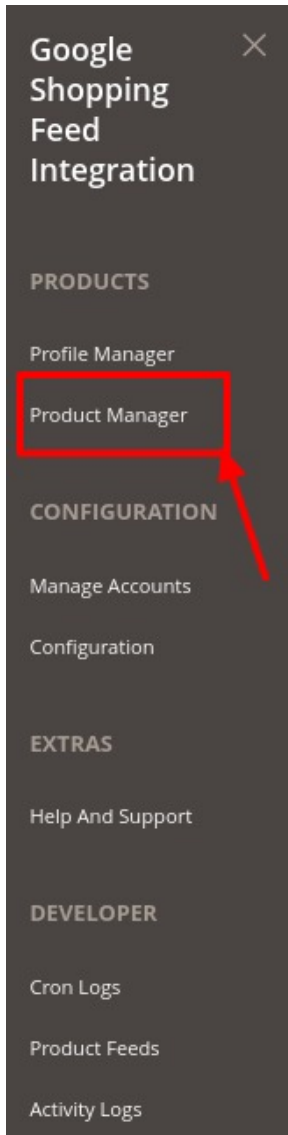 Google
Shopping
Feed
Integration
PRODUCTS
Profile Manager
Product Manager
CONFIGURATION
Manage Accounts
Configuration
EXTRAS
Help And Support
DEVELOPER
Cron Logs
Product Feeds
Activity Logs